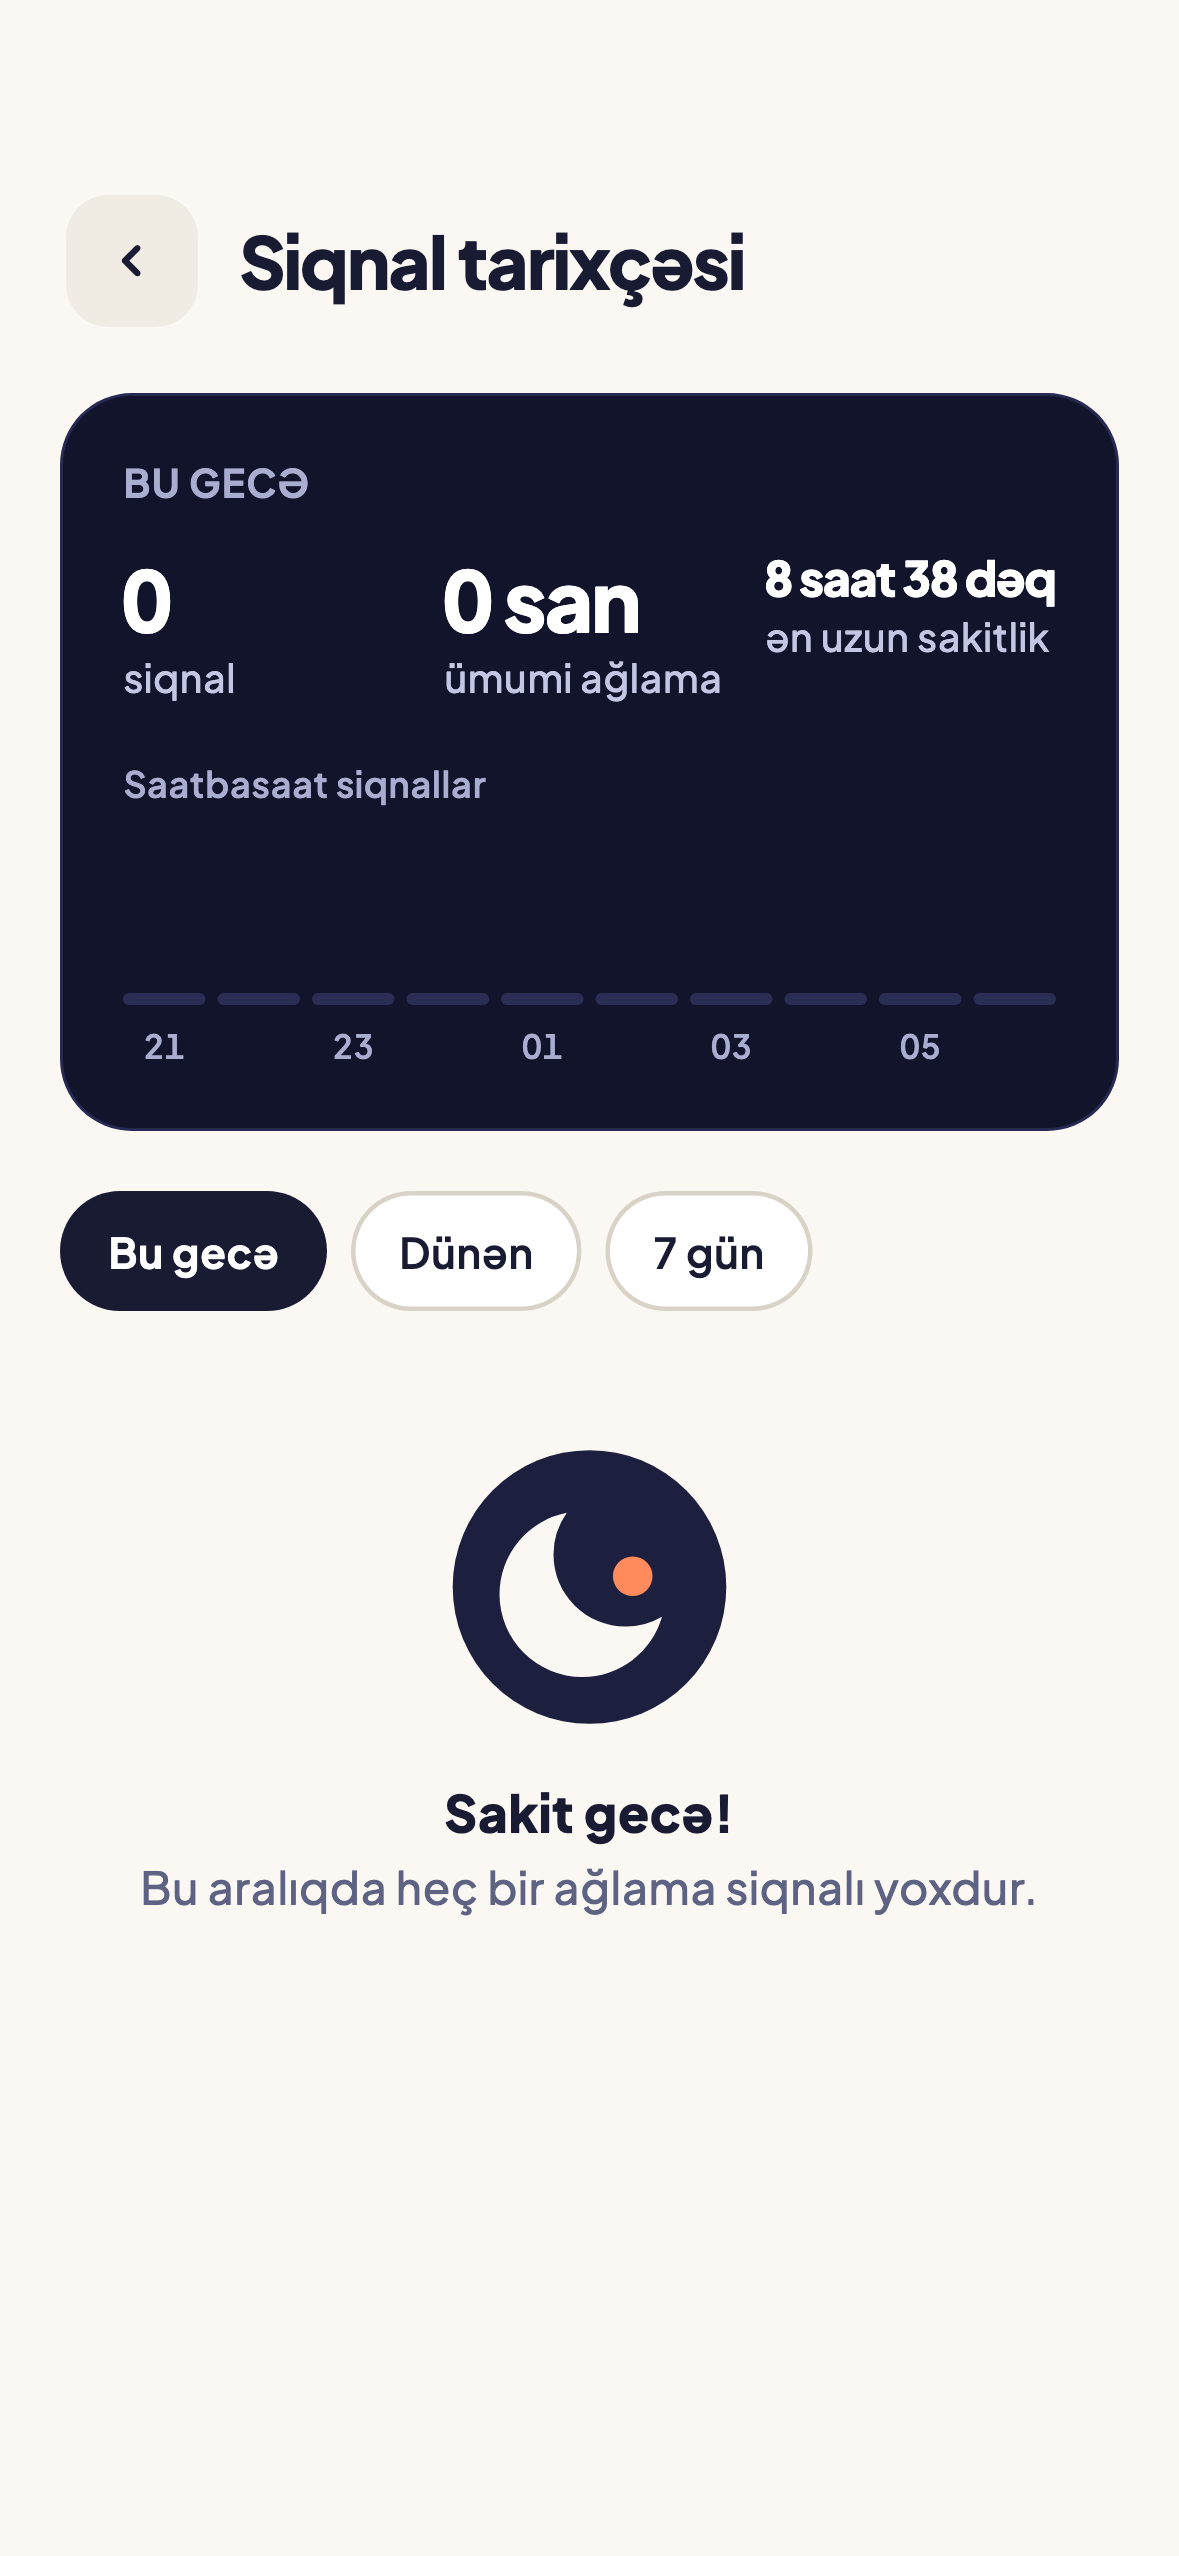 Siqnal tarixçəsi
BU GECƏ
0
siqnal
0 san
ümumi ağlama
8 saat 38 dəq
ən uzun sakitlik
Saatbasaat siqnallar
21 23 01 03 05
Bu gecə Dünən 7 gün
Sakit gecə!
Bu aralıqda heç bir ağlama siqnalı yoxdur.